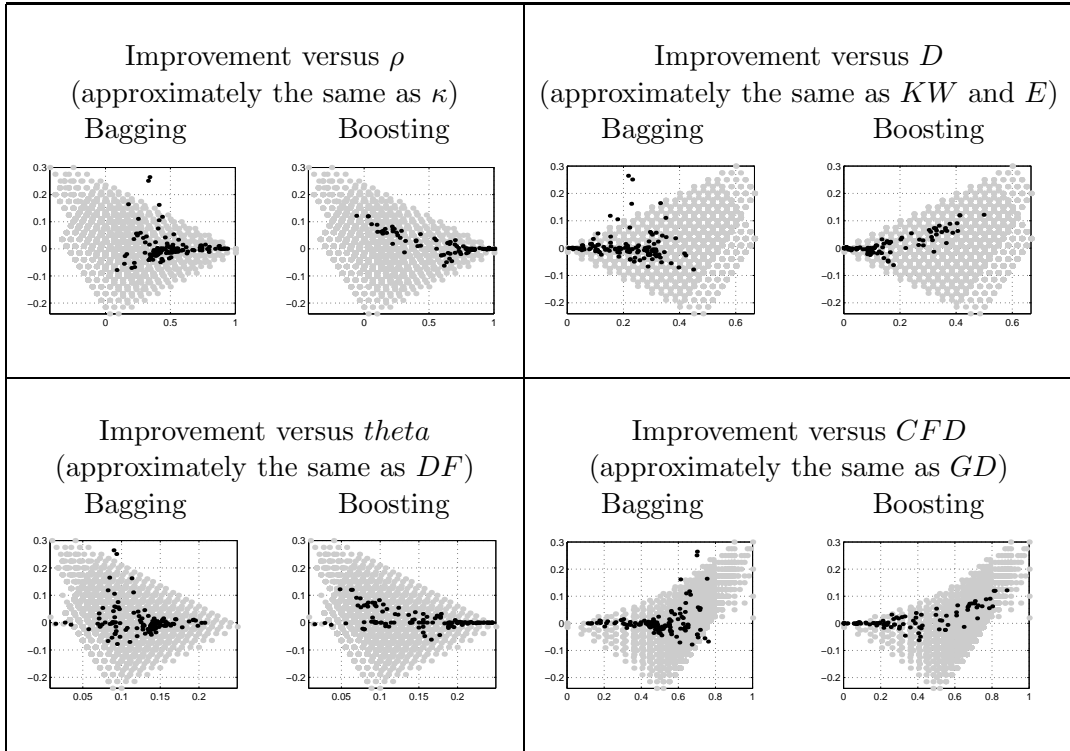 Improvement versus ρ
(approximately the same as κ)
Bagging Boosting
0.3
0.2
0.1
0
−0.1
−0.2
0 0.5 1
0.3
0.2
0.1
0
−0.1
−0.2
0 0.5 1
Improvement versus D
(approximately the same as KW and E)
Bagging Boosting
0.3
0.2
0.1
0
−0.1
−0.2
0 0.2 0.4 0.6
0.3
0.2
0.1
0
−0.1
−0.2
0 0.2 0.4 0.6
Improvement versus theta
(approximately the same as DF)
Bagging Boosting
0.3
0.2
0.1
0
−0.1
−0.2
0.05 0.1 0.15 0.2
0.3
0.2
0.1
0
−0.1
−0.2
0.05 0.1 0.15 0.2
Improvement versus CFD
(approximately the same as GD)
Bagging Boosting
0.3
0.2
0.1
0
−0.1
−0.2
0 0.2 0.4 0.6 0.8 1
0.3
0.2
0.1
0
−0.1
−0.2
0 0.2 0.4 0.6 0.8 1